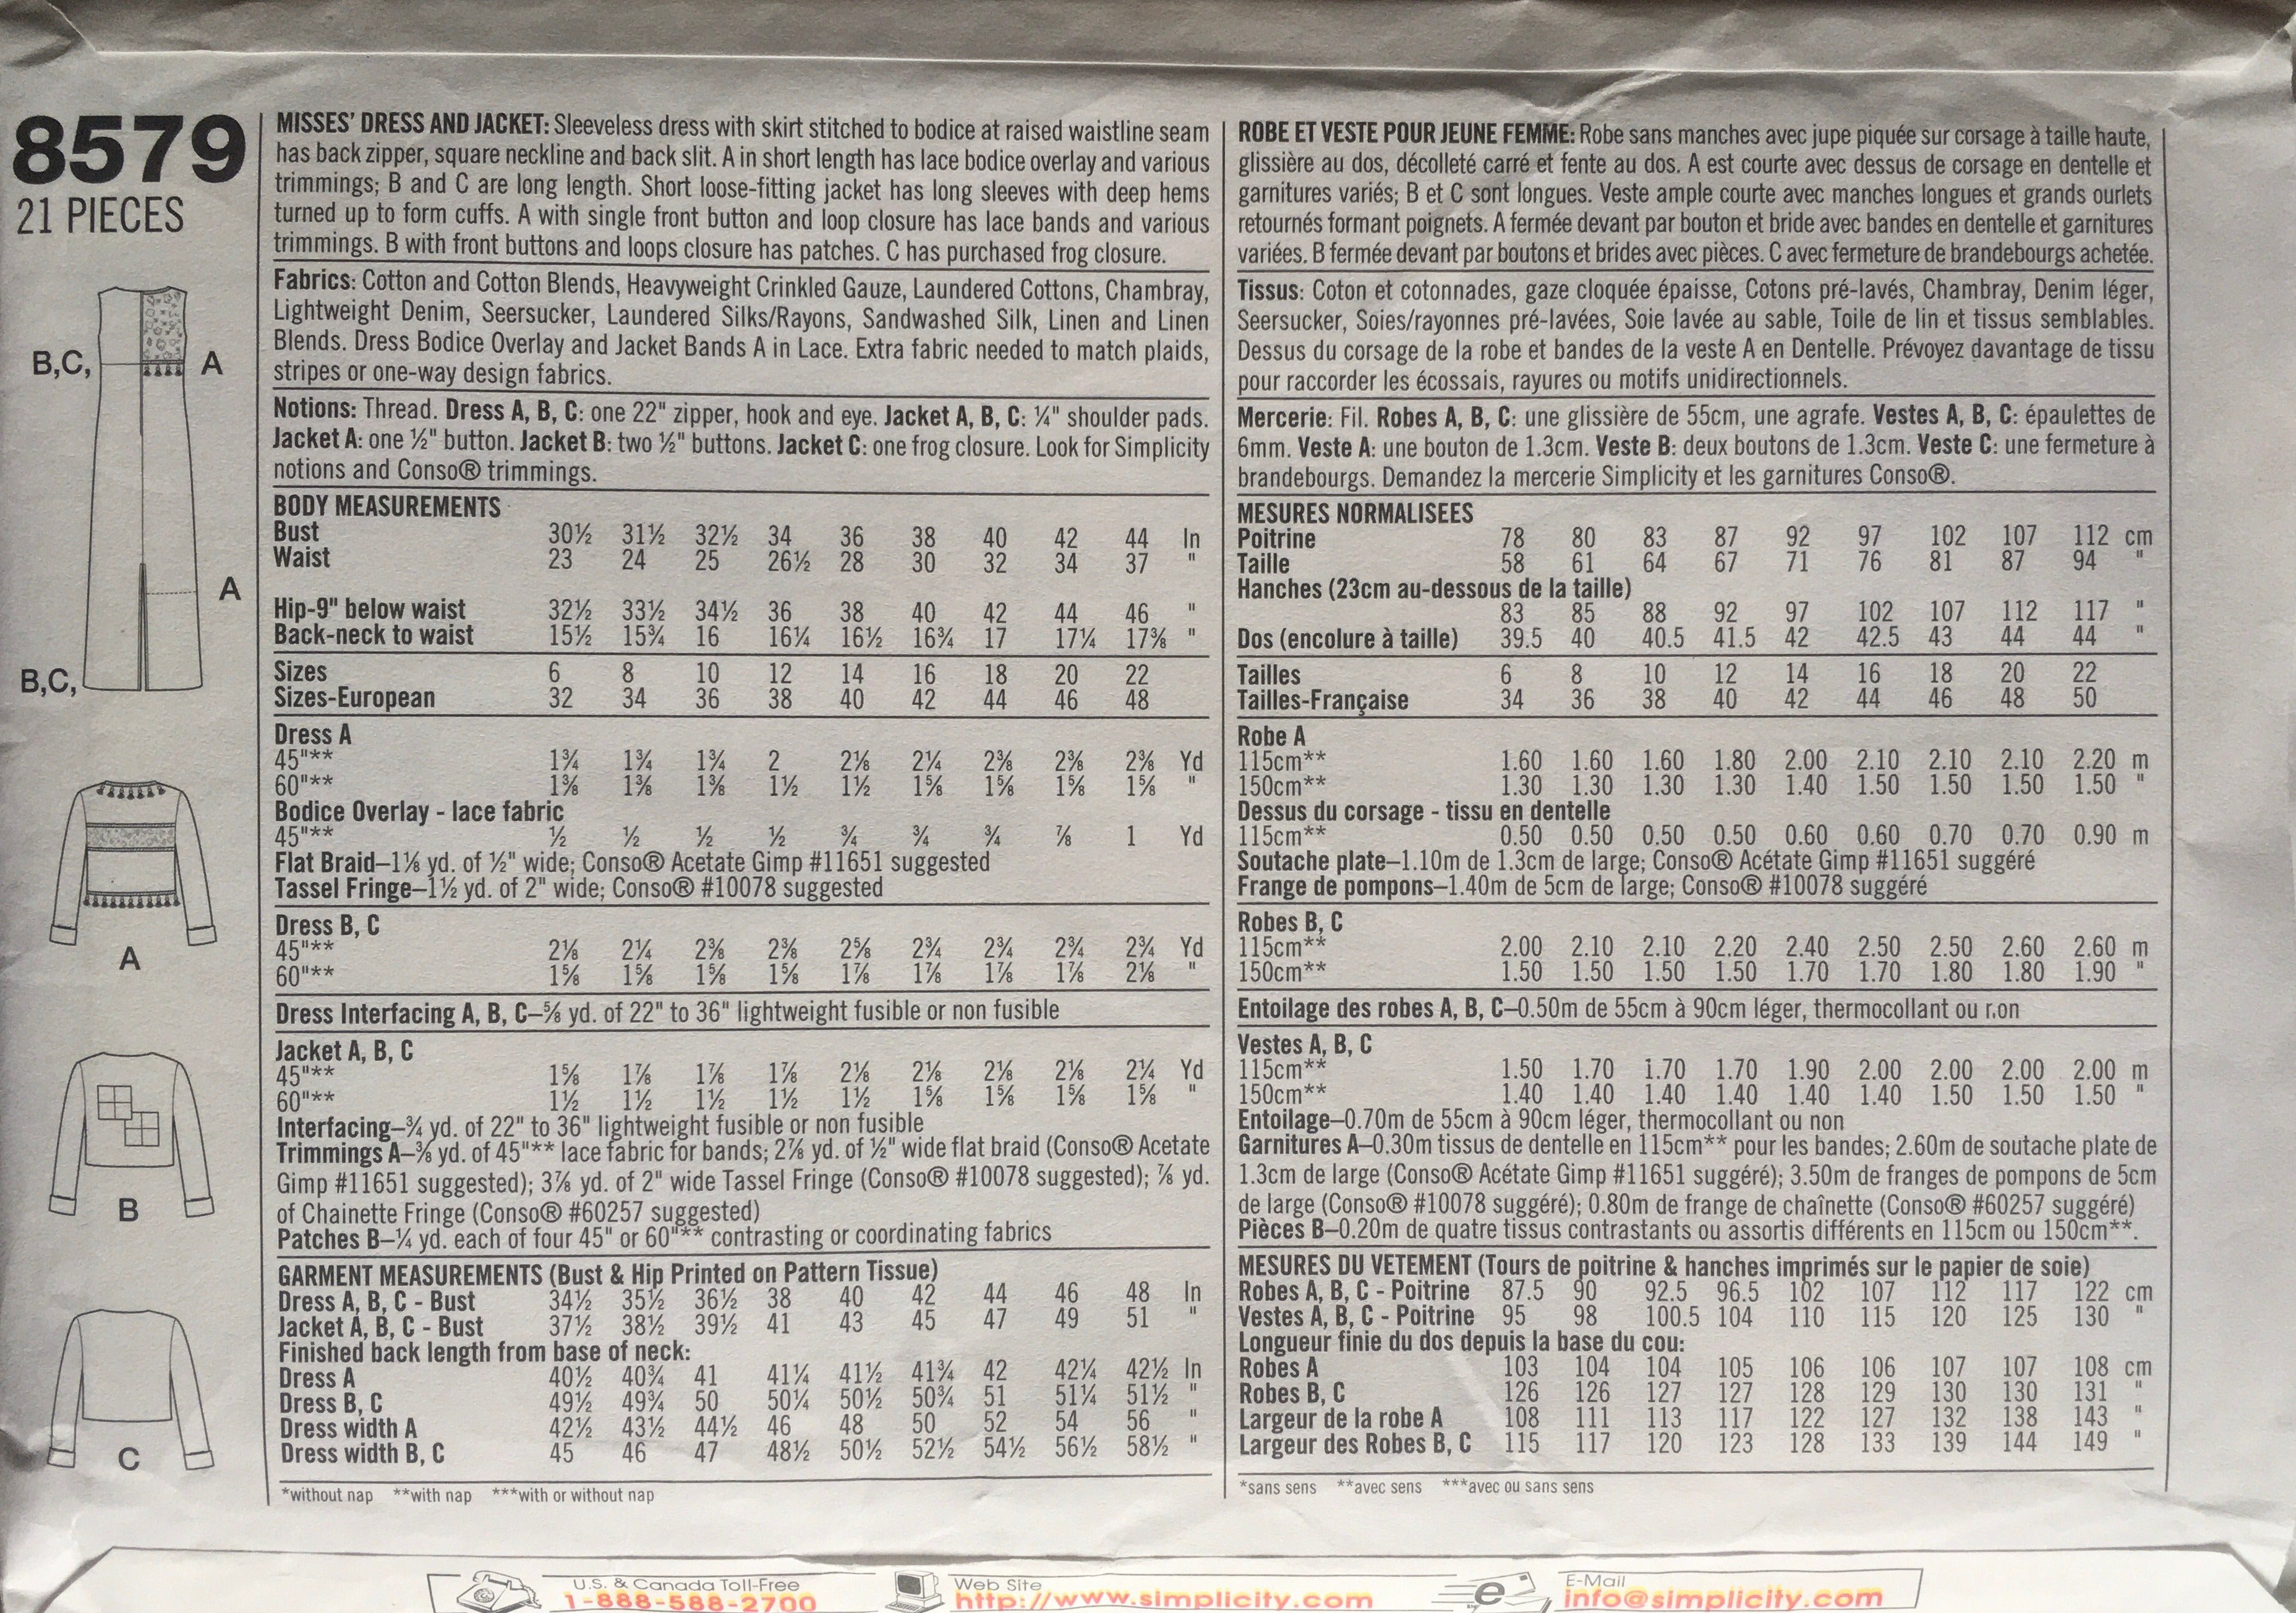 8579
21 PIECES
B,C,
A
A
B,C,
A
B
C
MISSES' DRESS AND JACKET: Sleeveless dress with skirt stitched to bodice at raised waistline seam
has back zipper, square neckline and back slit. A in short length has lace bodice overlay and various
trimmings; B and C are long length. Short loose-fitting jacket has long sleeves with deep hems
turned up to form cuffs. A with single front button and loop closure has lace bands and various
trimmings. B with front buttons and loops closure has patches. C has purchased frog closure.
Fabrics: Cotton and Cotton Blends, Heavyweight Crinkled Gauze, Laundered Cottons, Chambray,
Lightweight Denim, Seersucker, Laundered Silks/Rayons, Sandwashed Silk, Linen and Linen
Blends. Dress Bodice Overlay and Jacket Bands A in Lace. Extra fabric needed to match plaids,
stripes or one-way design fabrics.
Notions: Thread. Dress A, B, C: one 22" zipper, hook and eye. Jacket A, B, C: ¼" shoulder pads.
Jacket A: one ½" button. Jacket B: two ½" buttons. Jacket C: one frog closure. Look for Simplicity
notions and Conso® trimmings.
BODY MEASUREMENTS
Bust 30½ 31½ 32½ 34 36 38 40 42 44 In
Waist 23 24 25 26½ 28 30 32 34 37 "
Hip-9" below waist 32½ 33½ 34½ 36 38 40 42 44 46 "
Back-neck to waist 15½ 15¾ 16 16¼ 16½ 16¾ 17 17¼ 17⅜ "
Sizes 6 8 10 12 14 16 18 20 22
Sizes-European 32 34 36 38 40 42 44 46 48
Dress A
45"** 1¾ 1¾ 1¾ 2 2⅛ 2¼ 2⅜ 2⅜ 2⅜ Yd
60"** 1⅜ 1⅜ 1⅜ 1½ 1½ 1⅝ 1⅝ 1⅝ 1⅝ "
Bodice Overlay - lace fabric
45"** ½ ½ ½ ½ ¾ ¾ ¾ ⅞ 1 Yd
Flat Braid–1⅛ yd. of ½" wide; Conso® Acetate Gimp #11651 suggested
Tassel Fringe–1½ yd. of 2" wide; Conso® #10078 suggested
Dress B, C
45"** 2⅛ 2¼ 2⅜ 2⅜ 2⅝ 2¾ 2¾ 2¾ 2¾ Yd
60"** 1⅝ 1⅝ 1⅝ 1⅝ 1⅞ 1⅞ 1⅞ 1⅞ 2⅛ "
Dress Interfacing A, B, C–⅝ yd. of 22" to 36" lightweight fusible or non fusible
Jacket A, B, C
45"** 1⅝ 1⅞ 1⅞ 1⅞ 2⅛ 2⅛ 2⅛ 2⅛ 2¼ Yd
60"** 1½ 1½ 1½ 1½ 1½ 1⅝ 1⅝ 1⅝ 1⅝ "
Interfacing–¾ yd. of 22" to 36" lightweight fusible or non fusible
Trimmings A–⅜ yd. of 45"** lace fabric for bands; 2⅞ yd. of ½" wide flat braid (Conso® Acetate
Gimp #11651 suggested); 3⅞ yd. of 2" wide Tassel Fringe (Conso® #10078 suggested); ⅞ yd.
of Chainette Fringe (Conso® #60257 suggested)
Patches B–¼ yd. each of four 45" or 60"** contrasting or coordinating fabrics
GARMENT MEASUREMENTS (Bust & Hip Printed on Pattern Tissue)
Dress A, B, C - Bust 34½ 35½ 36½ 38 40 42 44 46 48 In
Jacket A, B, C - Bust 37½ 38½ 39½ 41 43 45 47 49 51 "
Finished back length from base of neck:
Dress A 40½ 40¾ 41 41¼ 41½ 41¾ 42 42¼ 42½ In
Dress B, C 49½ 49¾ 50 50¼ 50½ 50¾ 51 51¼ 51½ "
Dress width A 42½ 43½ 44½ 46 48 50 52 54 56 "
Dress width B, C 45 46 47 48½ 50½ 52½ 54½ 56½ 58½ "
*without nap **with nap ***with or without nap
ROBE ET VESTE POUR JEUNE FEMME: Robe sans manches avec jupe piquée sur corsage à taille haute,
glissière au dos, décolleté carré et fente au dos. A est courte avec dessus de corsage en dentelle et
garnitures variés; B et C sont longues. Veste ample courte avec manches longues et grands ourlets
retournés formant poignets. A fermée devant par bouton et bride avec bandes en dentelle et garnitures
variées. B fermée devant par boutons et brides avec pièces. C avec fermeture de brandebourgs achetée.
Tissus: Coton et cotonnades, gaze cloquée épaisse, Cotons pré-lavés, Chambray, Denim léger,
Seersucker, Soies/rayonnes pré-lavées, Soie lavée au sable, Toile de lin et tissus semblables.
Dessus du corsage de la robe et bandes de la veste A en Dentelle. Prévoyez davantage de tissu
pour raccorder les écossais, rayures ou motifs unidirectionnels.
Mercerie: Fil. Robes A, B, C: une glissière de 55cm, une agrafe. Vestes A, B, C: épaulettes de
6mm. Veste A: une bouton de 1.3cm. Veste B: deux boutons de 1.3cm. Veste C: une fermeture à
brandebourgs. Demandez la mercerie Simplicity et les garnitures Conso®.
MESURES NORMALISEES
Poitrine 78 80 83 87 92 97 102 107 112 cm
Taille 58 61 64 67 71 76 81 87 94 "
Hanches (23cm au-dessous de la taille)
83 85 88 92 97 102 107 112 117 "
Dos (encolure à taille) 39.5 40 40.5 41.5 42 42.5 43 44 44 "
Tailles 6 8 10 12 14 16 18 20 22
Tailles-Française 34 36 38 40 42 44 46 48 50
Robe A
115cm** 1.60 1.60 1.60 1.80 2.00 2.10 2.10 2.10 2.20 m
150cm** 1.30 1.30 1.30 1.30 1.40 1.50 1.50 1.50 1.50 "
Dessus du corsage - tissu en dentelle
115cm** 0.50 0.50 0.50 0.50 0.60 0.60 0.70 0.70 0.90 m
Soutache plate–1.10m de 1.3cm de large; Conso® Acétate Gimp #11651 suggéré
Frange de pompons–1.40m de 5cm de large; Conso® #10078 suggéré
Robes B, C
115cm** 2.00 2.10 2.10 2.20 2.40 2.50 2.50 2.60 2.60 m
150cm** 1.50 1.50 1.50 1.50 1.70 1.70 1.80 1.80 1.90 "
Entoilage des robes A, B, C–0.50m de 55cm à 90cm léger, thermocollant ou non
Vestes A, B, C
115cm** 1.50 1.70 1.70 1.70 1.90 2.00 2.00 2.00 2.00 m
150cm** 1.40 1.40 1.40 1.40 1.40 1.40 1.50 1.50 1.50 "
Entoilage–0.70m de 55cm à 90cm léger, thermocollant ou non
Garnitures A–0.30m tissus de dentelle en 115cm** pour les bandes; 2.60m de soutache plate de
1.3cm de large (Conso® Acétate Gimp #11651 suggéré); 3.50m de franges de pompons de 5cm
de large (Conso® #10078 suggéré); 0.80m de frange de chaînette (Conso® #60257 suggéré)
Pièces B–0.20m de quatre tissus contrastants ou assortis différents en 115cm ou 150cm**.
MESURES DU VETEMENT (Tours de poitrine & hanches imprimés sur le papier de soie)
Robes A, B, C - Poitrine 87.5 90 92.5 96.5 102 107 112 117 122 cm
Vestes A, B, C - Poitrine 95 98 100.5 104 110 115 120 125 130 "
Longueur finie du dos depuis la base du cou:
Robes A 103 104 104 105 106 106 107 107 108 cm
Robes B, C 126 126 127 127 128 129 130 130 131 "
Largeur de la robe A 108 111 113 117 122 127 132 138 143 "
Largeur des Robes B, C 115 117 120 123 128 133 139 144 149 "
*sans sens **avec sens ***avec ou sans sens
U.S. & Canada Toll-Free
1-888-588-2700
Web Site
http://www.simplicity.com
E-Mail
info@simplicity.com